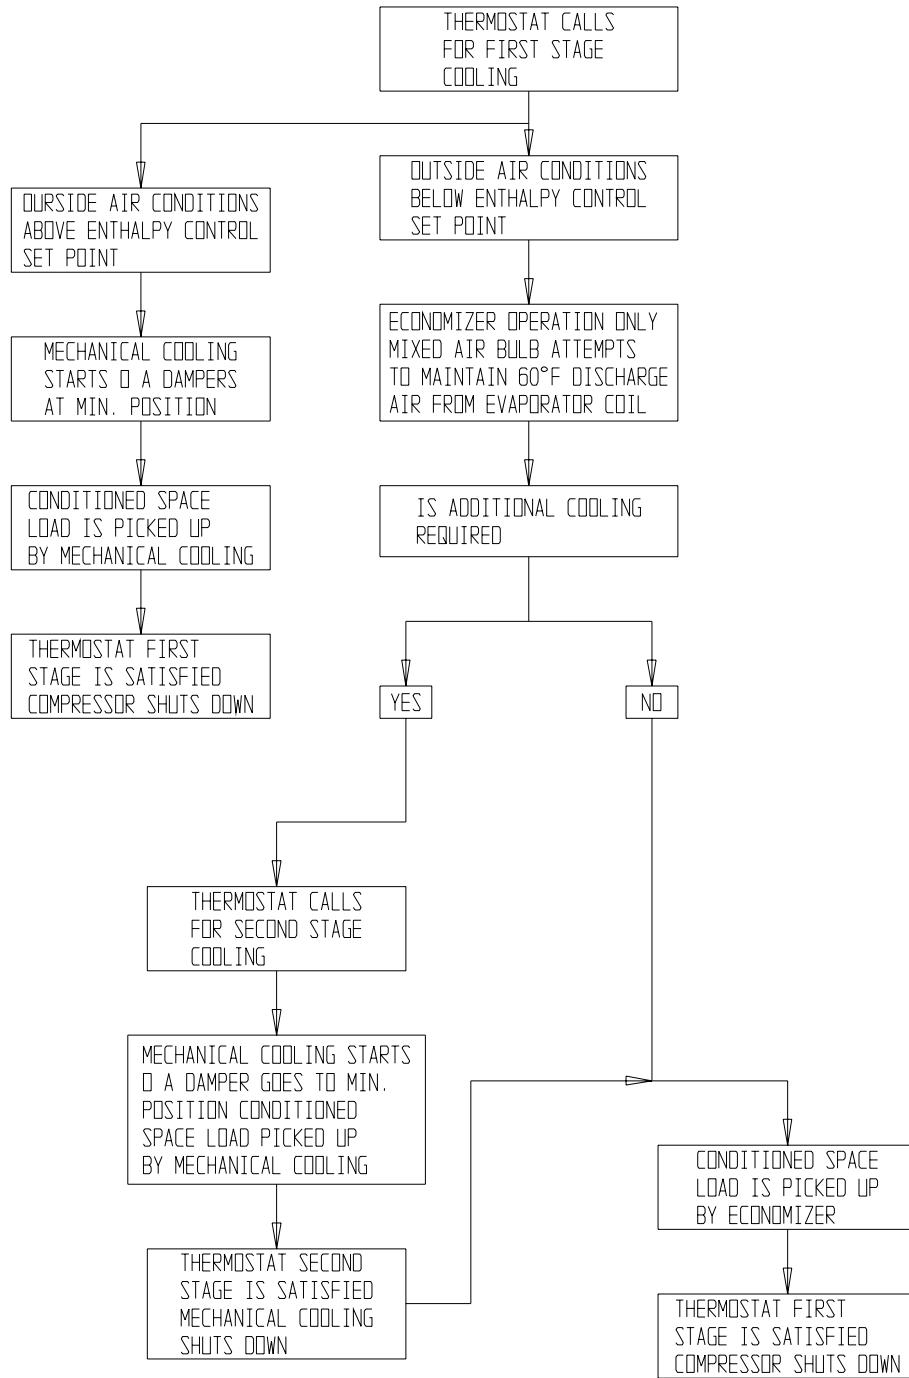 THERMOSTAT CALLS
FOR FIRST STAGE
COOLING
OURSIDE AIR CONDITIONS
ABOVE ENTHALPY CONTROL
SET POINT
MECHANICAL COOLING
STARTS O A DAMPERS
AT MIN. POSITION
CONDITIONED SPACE
LOAD IS PICKED UP
BY MECHANICAL COOLING
THERMOSTAT FIRST
STAGE IS SATISFIED
COMPRESSOR SHUTS DOWN
OUTSIDE AIR CONDITIONS
BELOW ENTHALPY CONTROL
SET POINT
ECONOMIZER OPERATION ONLY
MIXED AIR BULB ATTEMPTS
TO MAINTAIN 60°F DISCHARGE
AIR FROM EVAPORATOR COIL
IS ADDITIONAL COOLING
REQUIRED
YES
NO
THERMOSTAT CALLS
FOR SECOND STAGE
COOLING
MECHANICAL COOLING STARTS
O A DAMPER GOES TO MIN.
POSITION CONDITIONED
SPACE LOAD PICKED UP
BY MECHANICAL COOLING
THERMOSTAT SECOND
STAGE IS SATISFIED
MECHANICAL COOLING
SHUTS DOWN
CONDITIONED SPACE
LOAD IS PICKED UP
BY ECONOMIZER
THERMOSTAT FIRST
STAGE IS SATISFIED
COMPRESSOR SHUTS DOWN